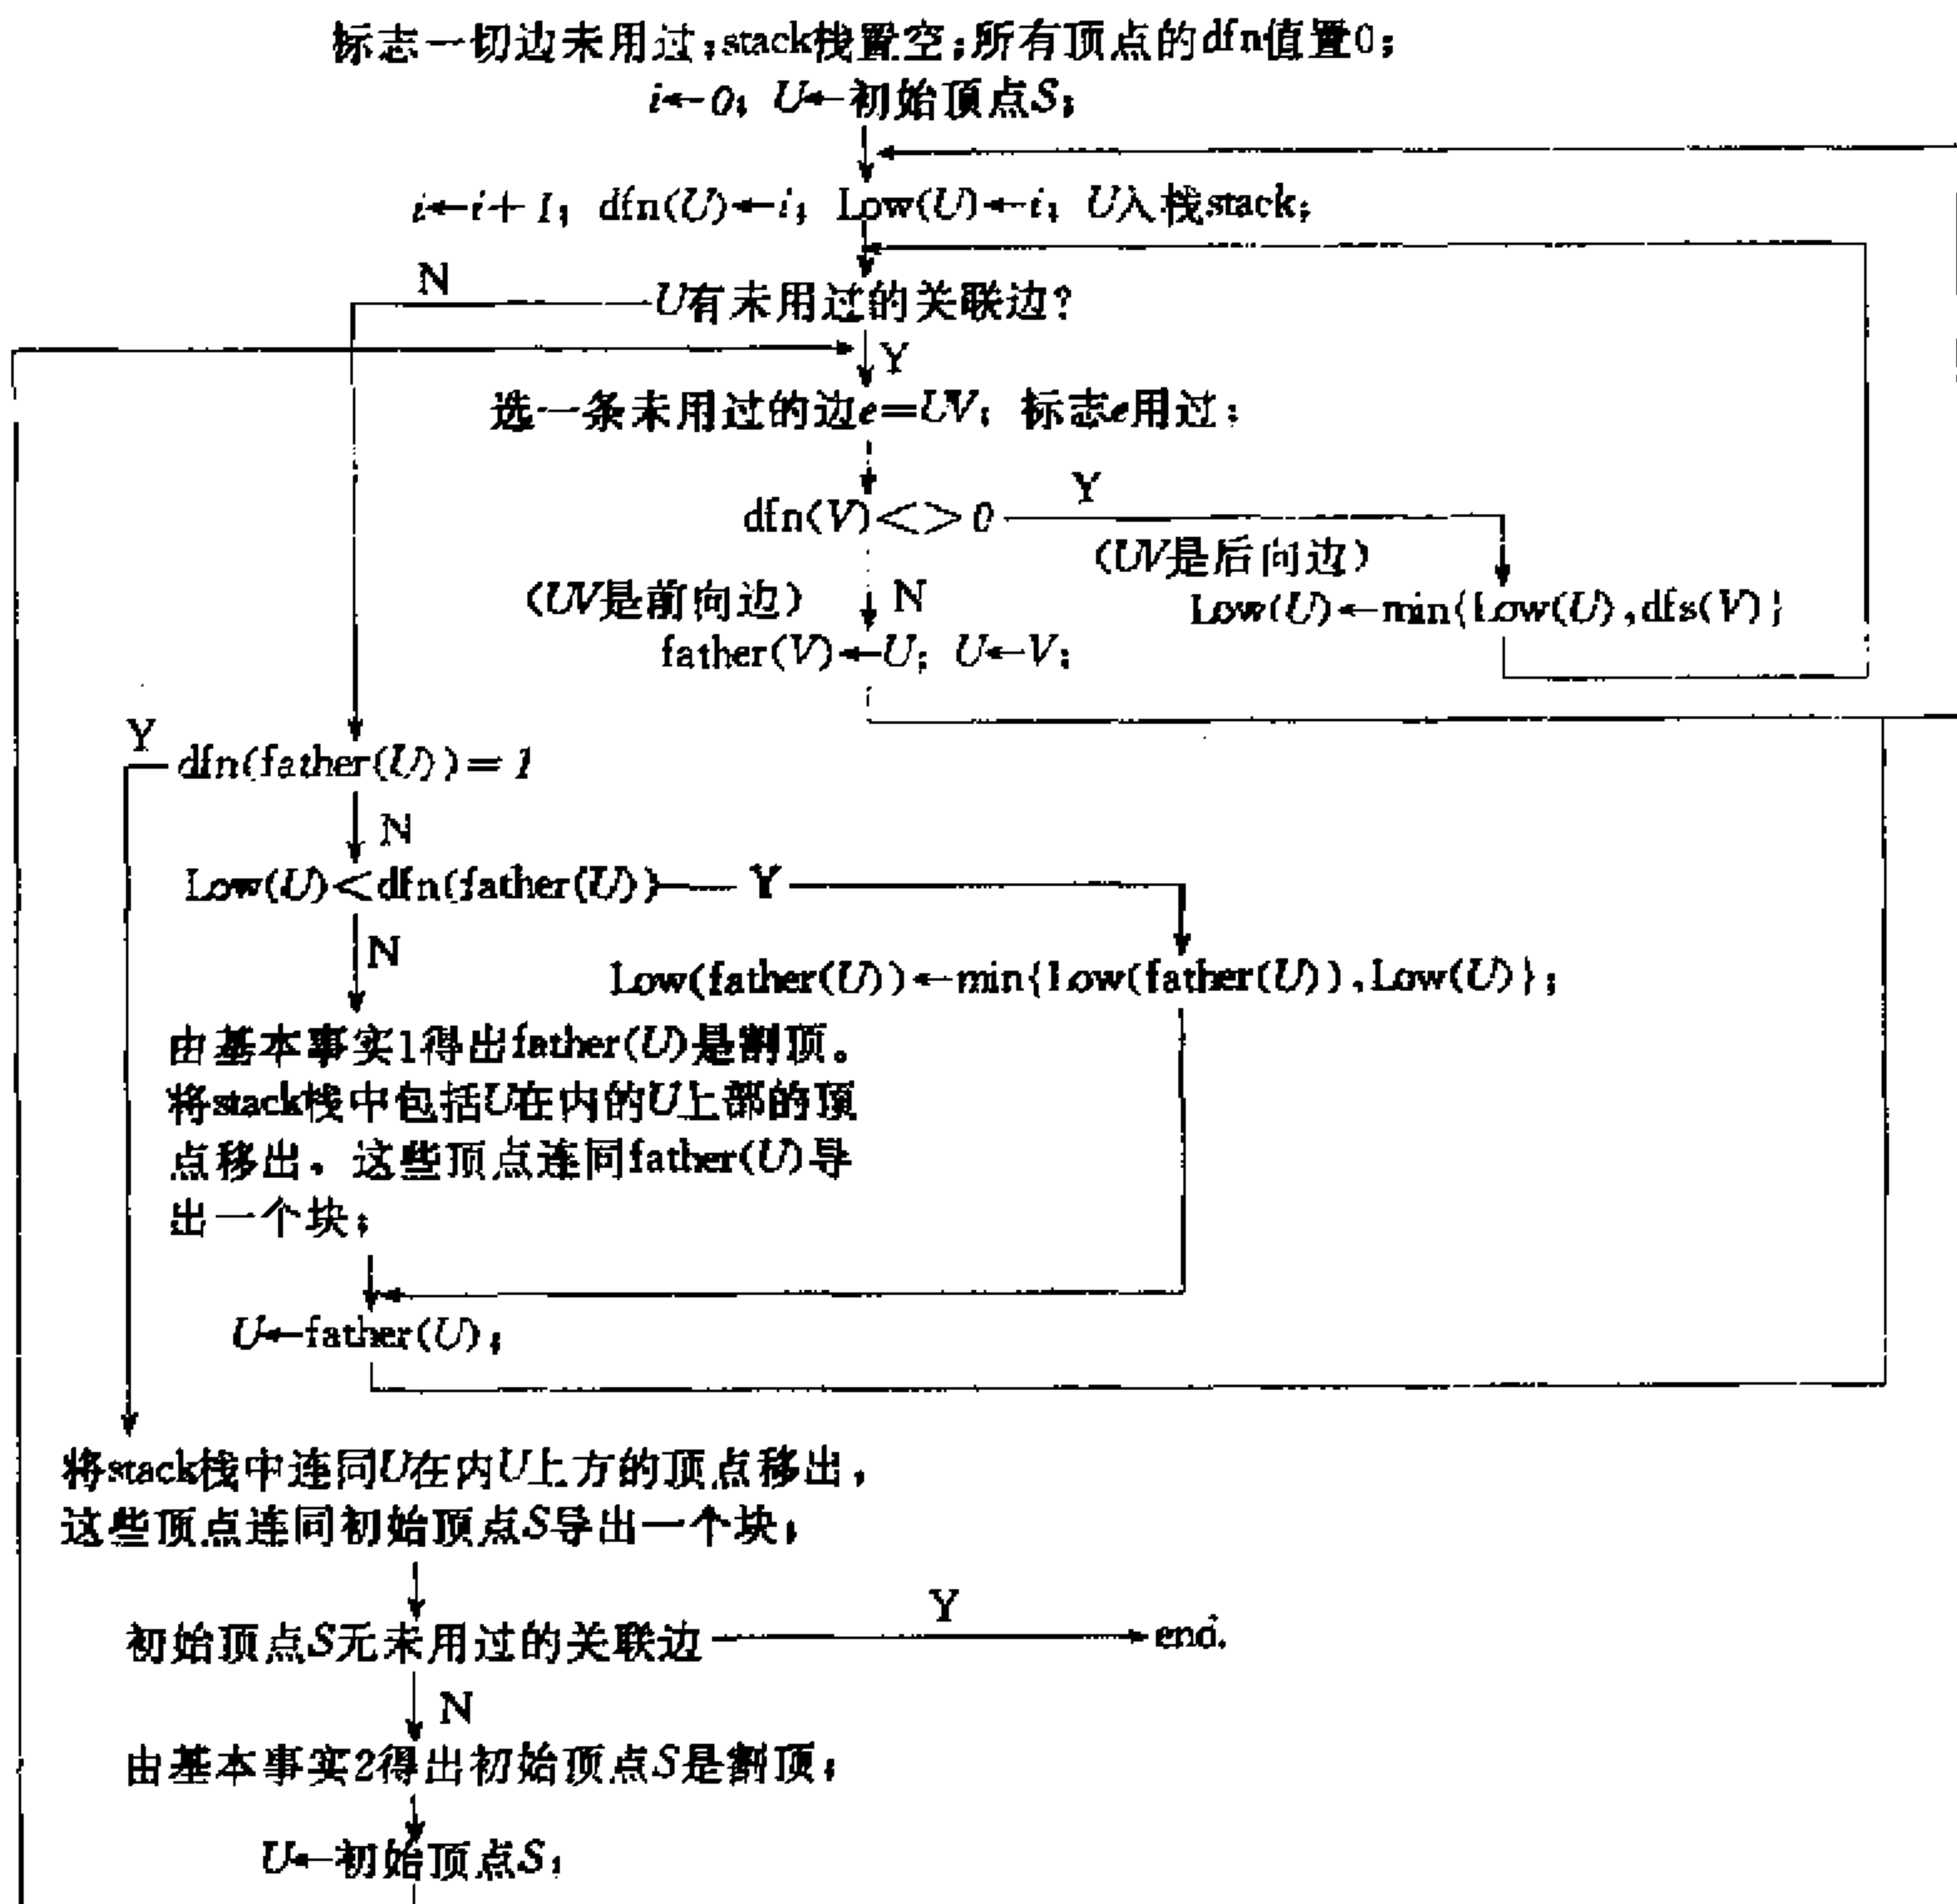 标志一切边未用过;stack栈置空;所有顶点的dfn值置0;
i←0; U←初始顶点S;
i←i+1; dfn(U)←i; Low(U)←i; U入栈stack;
N
U有未用过的关联边?
Y
选一条未用过的边e=UV; 标志e用过;
Y
dfn(V)<>0
(UV是后向边)
(UV是前向边)
N
Low(U)←min{Low(U),dfs(V)}
father(V)←U; U←V;
Y
dfn(father(U))=1
N
Low(U)<dfn(father(U)) Y
N
Low(father(U))←min{Low(father(U)),Low(U)};
由基本事实1得出father(U)是割顶。
将stack栈中包括U在内的U上部的顶
点移出,这些顶点连同father(U)导
出一个块;
U←father(U);
将stack栈中连同U在内U上方的顶点移出,
这些顶点连同初始顶点S导出一个块;
Y
初始顶点S无未用过的关联边
end.
N
由基本事实2得出初始顶点S是割顶;
U←初始顶点S;